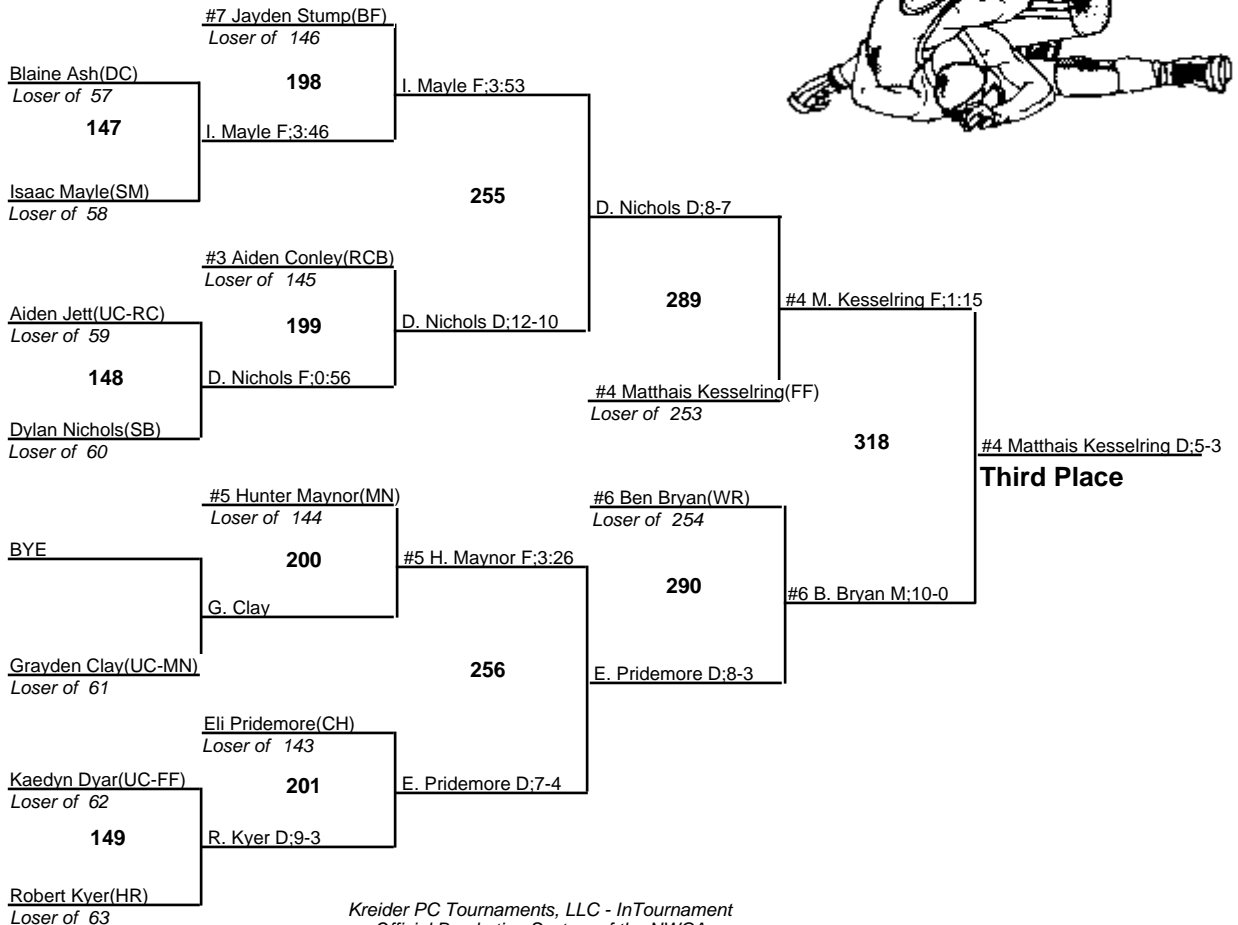 #7 Jayden Stump(BF)
Loser of 146
Blaine Ash(DC)
Loser of 57
198
I. Mayle F;3:53
147
I. Mayle F;3:46
Isaac Mayle(SM)
Loser of 58
255
D. Nichols D;8-7
#3 Aiden Conley(RCB)
Loser of 145
Aiden Jett(UC-RC)
Loser of 59
199
D. Nichols D;12-10
289
#4 M. Kesselring F;1:15
148
D. Nichols F;0:56
#4 Matthais Kesselring(FF)
Loser of 253
Dylan Nichols(SB)
Loser of 60
318
#4 Matthais Kesselring D;5-3
Third Place
#5 Hunter Maynor(MN)
Loser of 144
#6 Ben Bryan(WR)
Loser of 254
BYE
200
#5 H. Maynor F;3:26
290
#6 B. Bryan M;10-0
G. Clay
Grayden Clay(UC-MN)
Loser of 61
256
E. Pridemore D;8-3
Eli Pridemore(CH)
Loser of 143
Kaedyn Dyar(UC-FF)
Loser of 62
201
E. Pridemore D;7-4
149
R. Kyer D;9-3
Robert Kyer(HR)
Loser of 63
Kreider PC Tournaments, LLC - InTournament